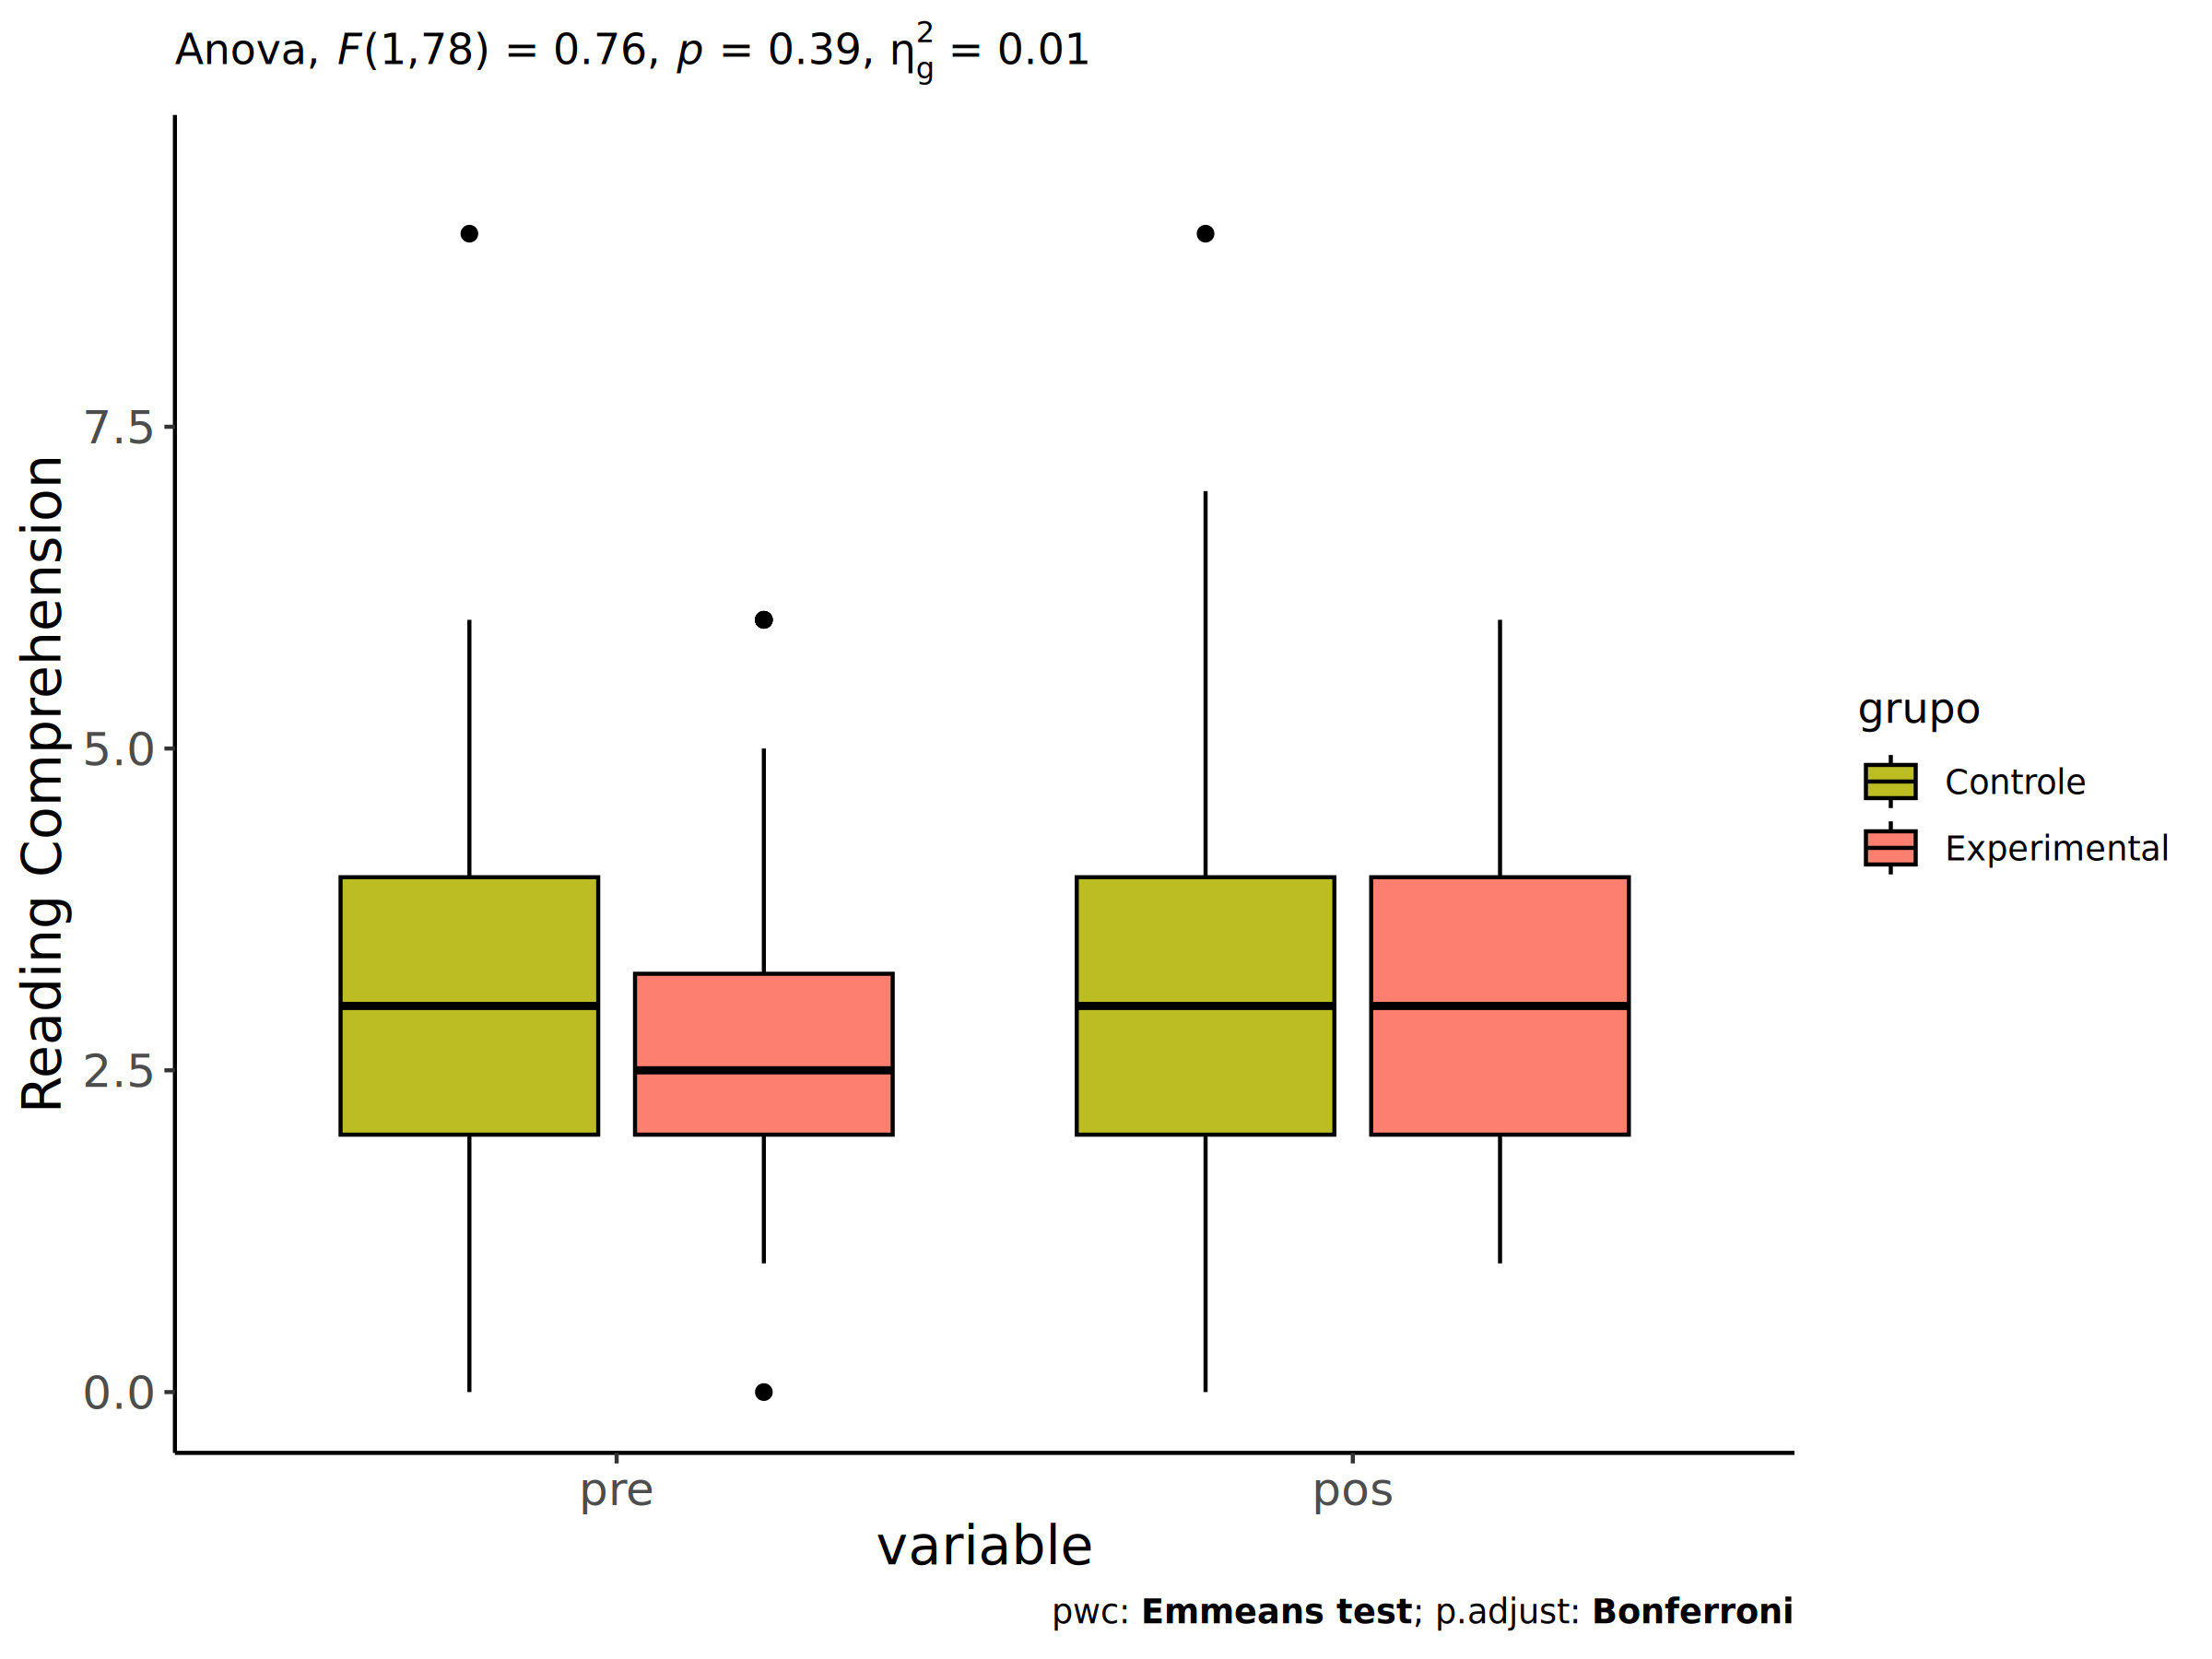 Anova, F(1,78) = 0.76, p = 0.39, η²g = 0.01
Reading Comprehension
7.5
5.0
2.5
0.0
pre
pos
variable
grupo
Controle
Experimental
pwc: Emmeans test; p.adjust: Bonferroni